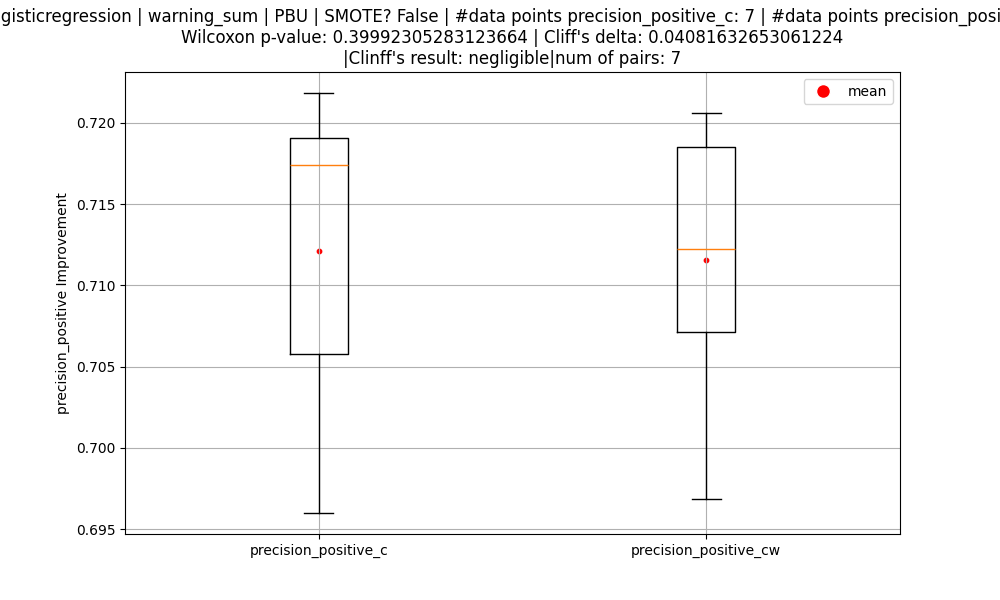 gisticregression | warning_sum | PBU | SMOTE? False | #data points precision_positive_c: 7 | #data points precision_posi
Wilcoxon p-value: 0.39992305283123664 | Cliff's delta: 0.04081632653061224
|Clinff's result: negligible|num of pairs: 7
mean
0.720
0.715
0.710
0.705
0.700
0.695
precision_positive Improvement
precision_positive_c
precision_positive_cw